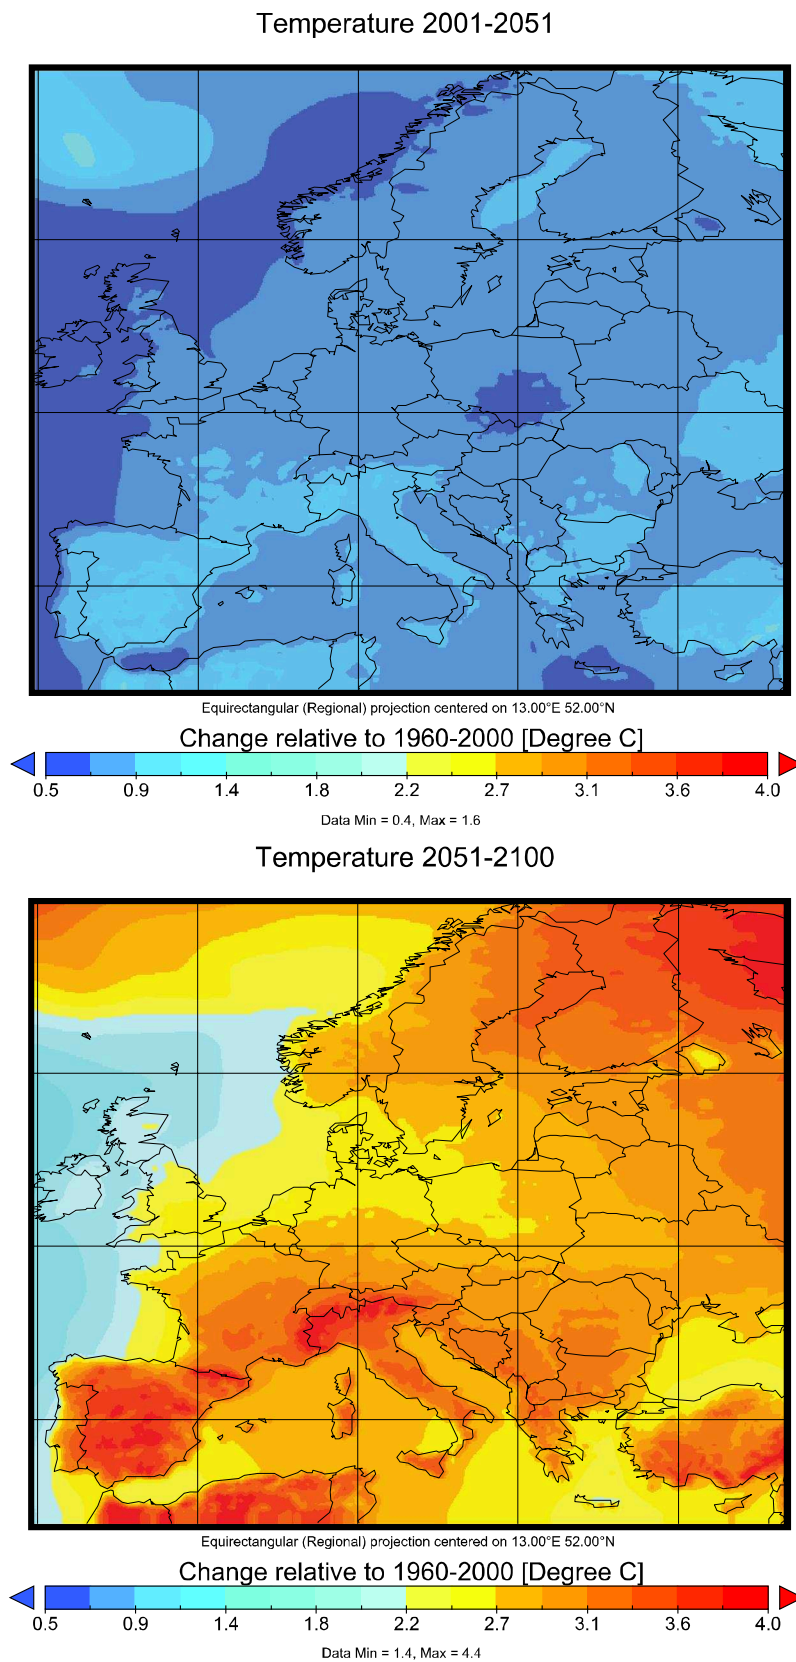 Temperature 2001-2051
Equirectangular (Regional) projection centered on 13.00°E 52.00°N
Change relative to 1960-2000 [Degree C]
0.5 0.9 1.4 1.8 2.2 2.7 3.1 3.6 4.0
Data Min = 0.4, Max = 1.6
Temperature 2051-2100
Equirectangular (Regional) projection centered on 13.00°E 52.00°N
Change relative to 1960-2000 [Degree C]
0.5 0.9 1.4 1.8 2.2 2.7 3.1 3.6 4.0
Data Min = 1.4, Max = 4.4